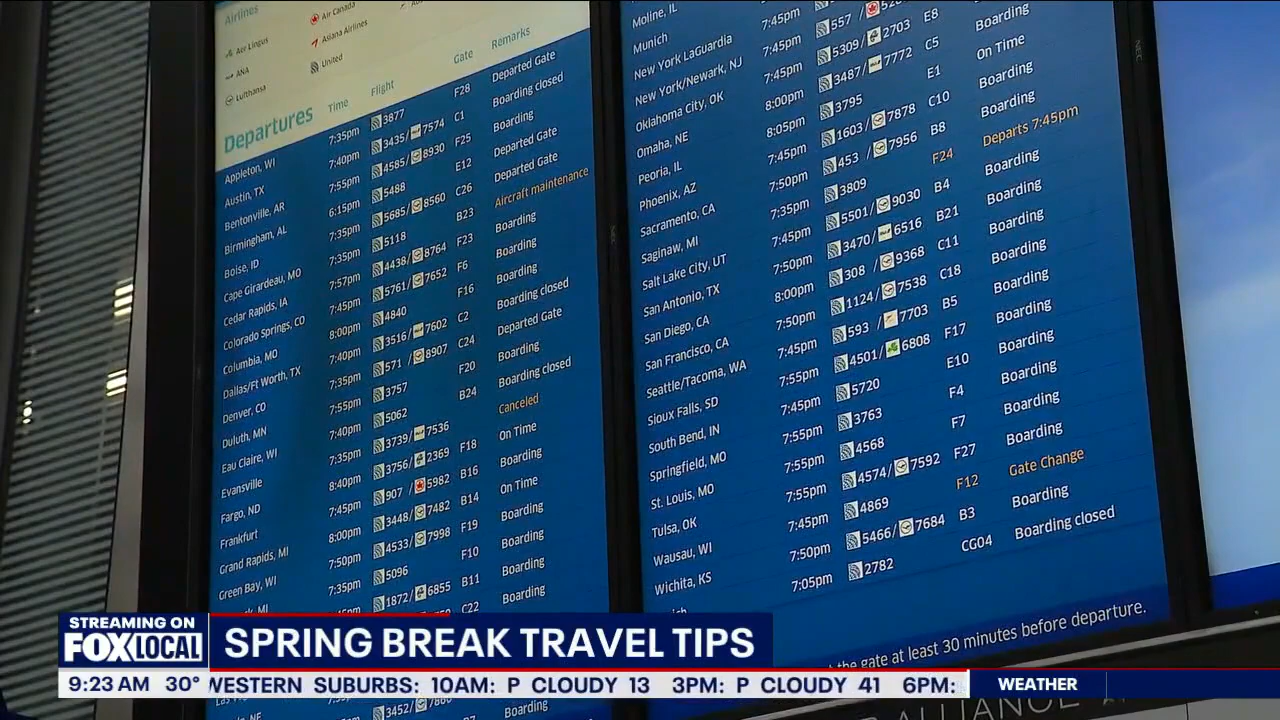 Airlines
Aer Lingus
Air Canada
ANA
Asiana Airlines
Lufthansa
United
Departures Time Flight Gate Remarks
Appleton, WI 7:35pm 3877 F28 Departed Gate
Austin, TX 7:40pm 3435/ 7574 C1 Boarding closed
Bentonville, AR 7:55pm 4585/ 8930 F25 Boarding
Birmingham, AL 6:15pm 5488 E12 Departed Gate
Boise, ID 7:35pm 5685/ 8560 C26 Departed Gate
Cape Girardeau, MO 7:35pm 5118 B23 Aircraft maintenance
Cedar Rapids, IA 7:57pm 4438/ 8764 F23 Boarding
Colorado Springs, CO 7:45pm 5761/ 7652 F6 Boarding
Columbia, MO 8:00pm 4840 F16 Boarding
Dallas/Ft Worth, TX 7:40pm 3516/ 7602 C2 Boarding closed
Denver, CO 7:35pm 571 / 8907 C24 Departed Gate
Duluth, MN 7:55pm 3757 F20 Boarding
Eau Claire, WI 7:40pm 5062 B24 Boarding closed
Evansville 7:35pm 3739/ 7536 Canceled
Fargo, ND 8:40pm 3756/ 2369 F18 On Time
Frankfurt 7:45pm 907 / 5982 B16 Boarding
Grand Rapids, MI 8:00pm 3448/ 7482 B14 On Time
Green Bay, WI 7:50pm 4533/ 7998 F19 Boarding
MI 7:35pm 5096 F10 Boarding
1872/ 6855 B11 Boarding
C22 Boarding
3452/ Boarding
Moline, IL
Munich
New York LaGuardia 7:45pm
New York/Newark, NJ 7:45pm 557 /
Oklahoma City, OK 7:45pm 5309/ 2703 E8 Boarding
Omaha, NE 8:00pm 3487/ 7772 C5 Boarding
Peoria, IL 8:05pm 3795 E1 On Time
Phoenix, AZ 7:45pm 1603/ 7878 C10 Boarding
Sacramento, CA 7:50pm 453 / 7956 B8 Boarding
Saginaw, MI 7:35pm 3809 F24 Departs 7:45pm
Salt Lake City, UT 7:45pm 5501/ 9030 B4 Boarding
San Antonio, TX 7:50pm 3470/ 6516 B21 Boarding
San Diego, CA 8:00pm 308 / 9368 C11 Boarding
San Francisco, CA 7:50pm 1124/ 7538 C18 Boarding
Seattle/Tacoma, WA 7:45pm 593 / 7703 B5 Boarding
Sioux Falls, SD 7:55pm 4501/ 6808 F17 Boarding
South Bend, IN 7:45pm 5720 E10 Boarding
Springfield, MO 7:55pm 3763 F4 Boarding
St. Louis, MO 7:55pm 4568 F7 Boarding
Tulsa, OK 7:55pm 4574/ 7592 F27 Boarding
Wausau, WI 7:45pm 4869 F12 Gate Change
Wichita, KS 7:50pm 5466/ 7684 B3 Boarding
7:05pm 2782 CG04 Boarding closed
the gate at least 30 minutes before departure.
NEC
ALLIANCE
STREAMING ON
FOX LOCAL
SPRING BREAK TRAVEL TIPS
9:23 AM 30° WESTERN SUBURBS: 10AM: P CLOUDY 13 3PM: P CLOUDY 41 6PM: WEATHER